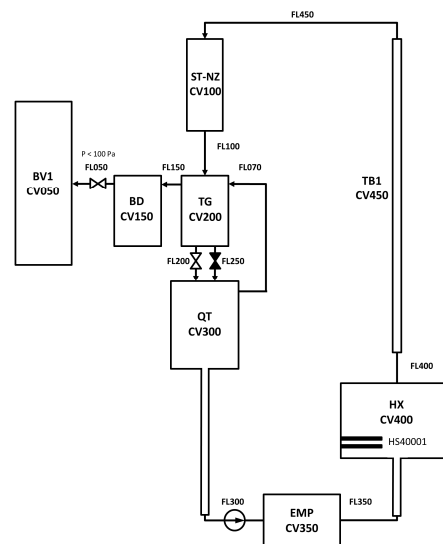 FL450
ST-NZ
CV100
FL100
P < 100 Pa
FL050
FL150
FL070
BV1
CV050
BD
CV150
TG
CV200
TB1
CV450
FL200
FL250
QT
CV300
FL400
HX
CV400
HS40001
FL300
FL350
EMP
CV350